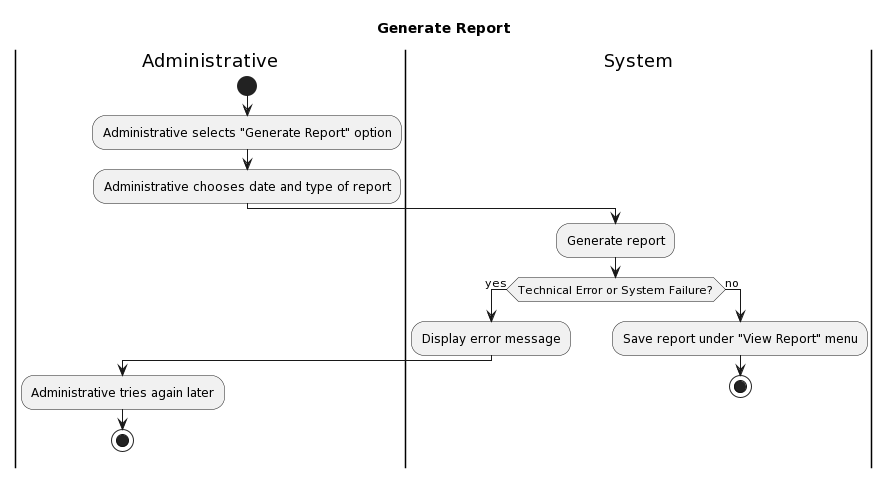 Generate Report
Administrative
System
Administrative selects "Generate Report" option
Administrative chooses date and type of report
Generate report
yes
Technical Error or System Failure?
no
Display error message
Save report under "View Report" menu
Administrative tries again later